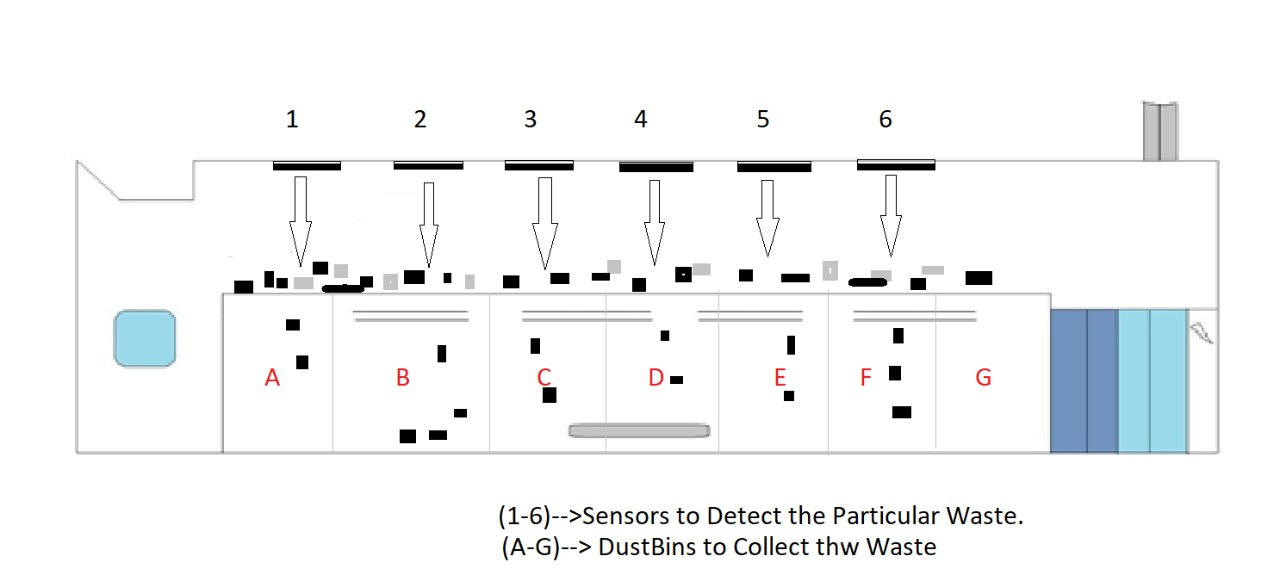 1 2 3 4 5 6
A B C D E F G
(1-6)-->Sensors to Detect the Particular Waste.
(A-G)--> DustBins to Collect thw Waste